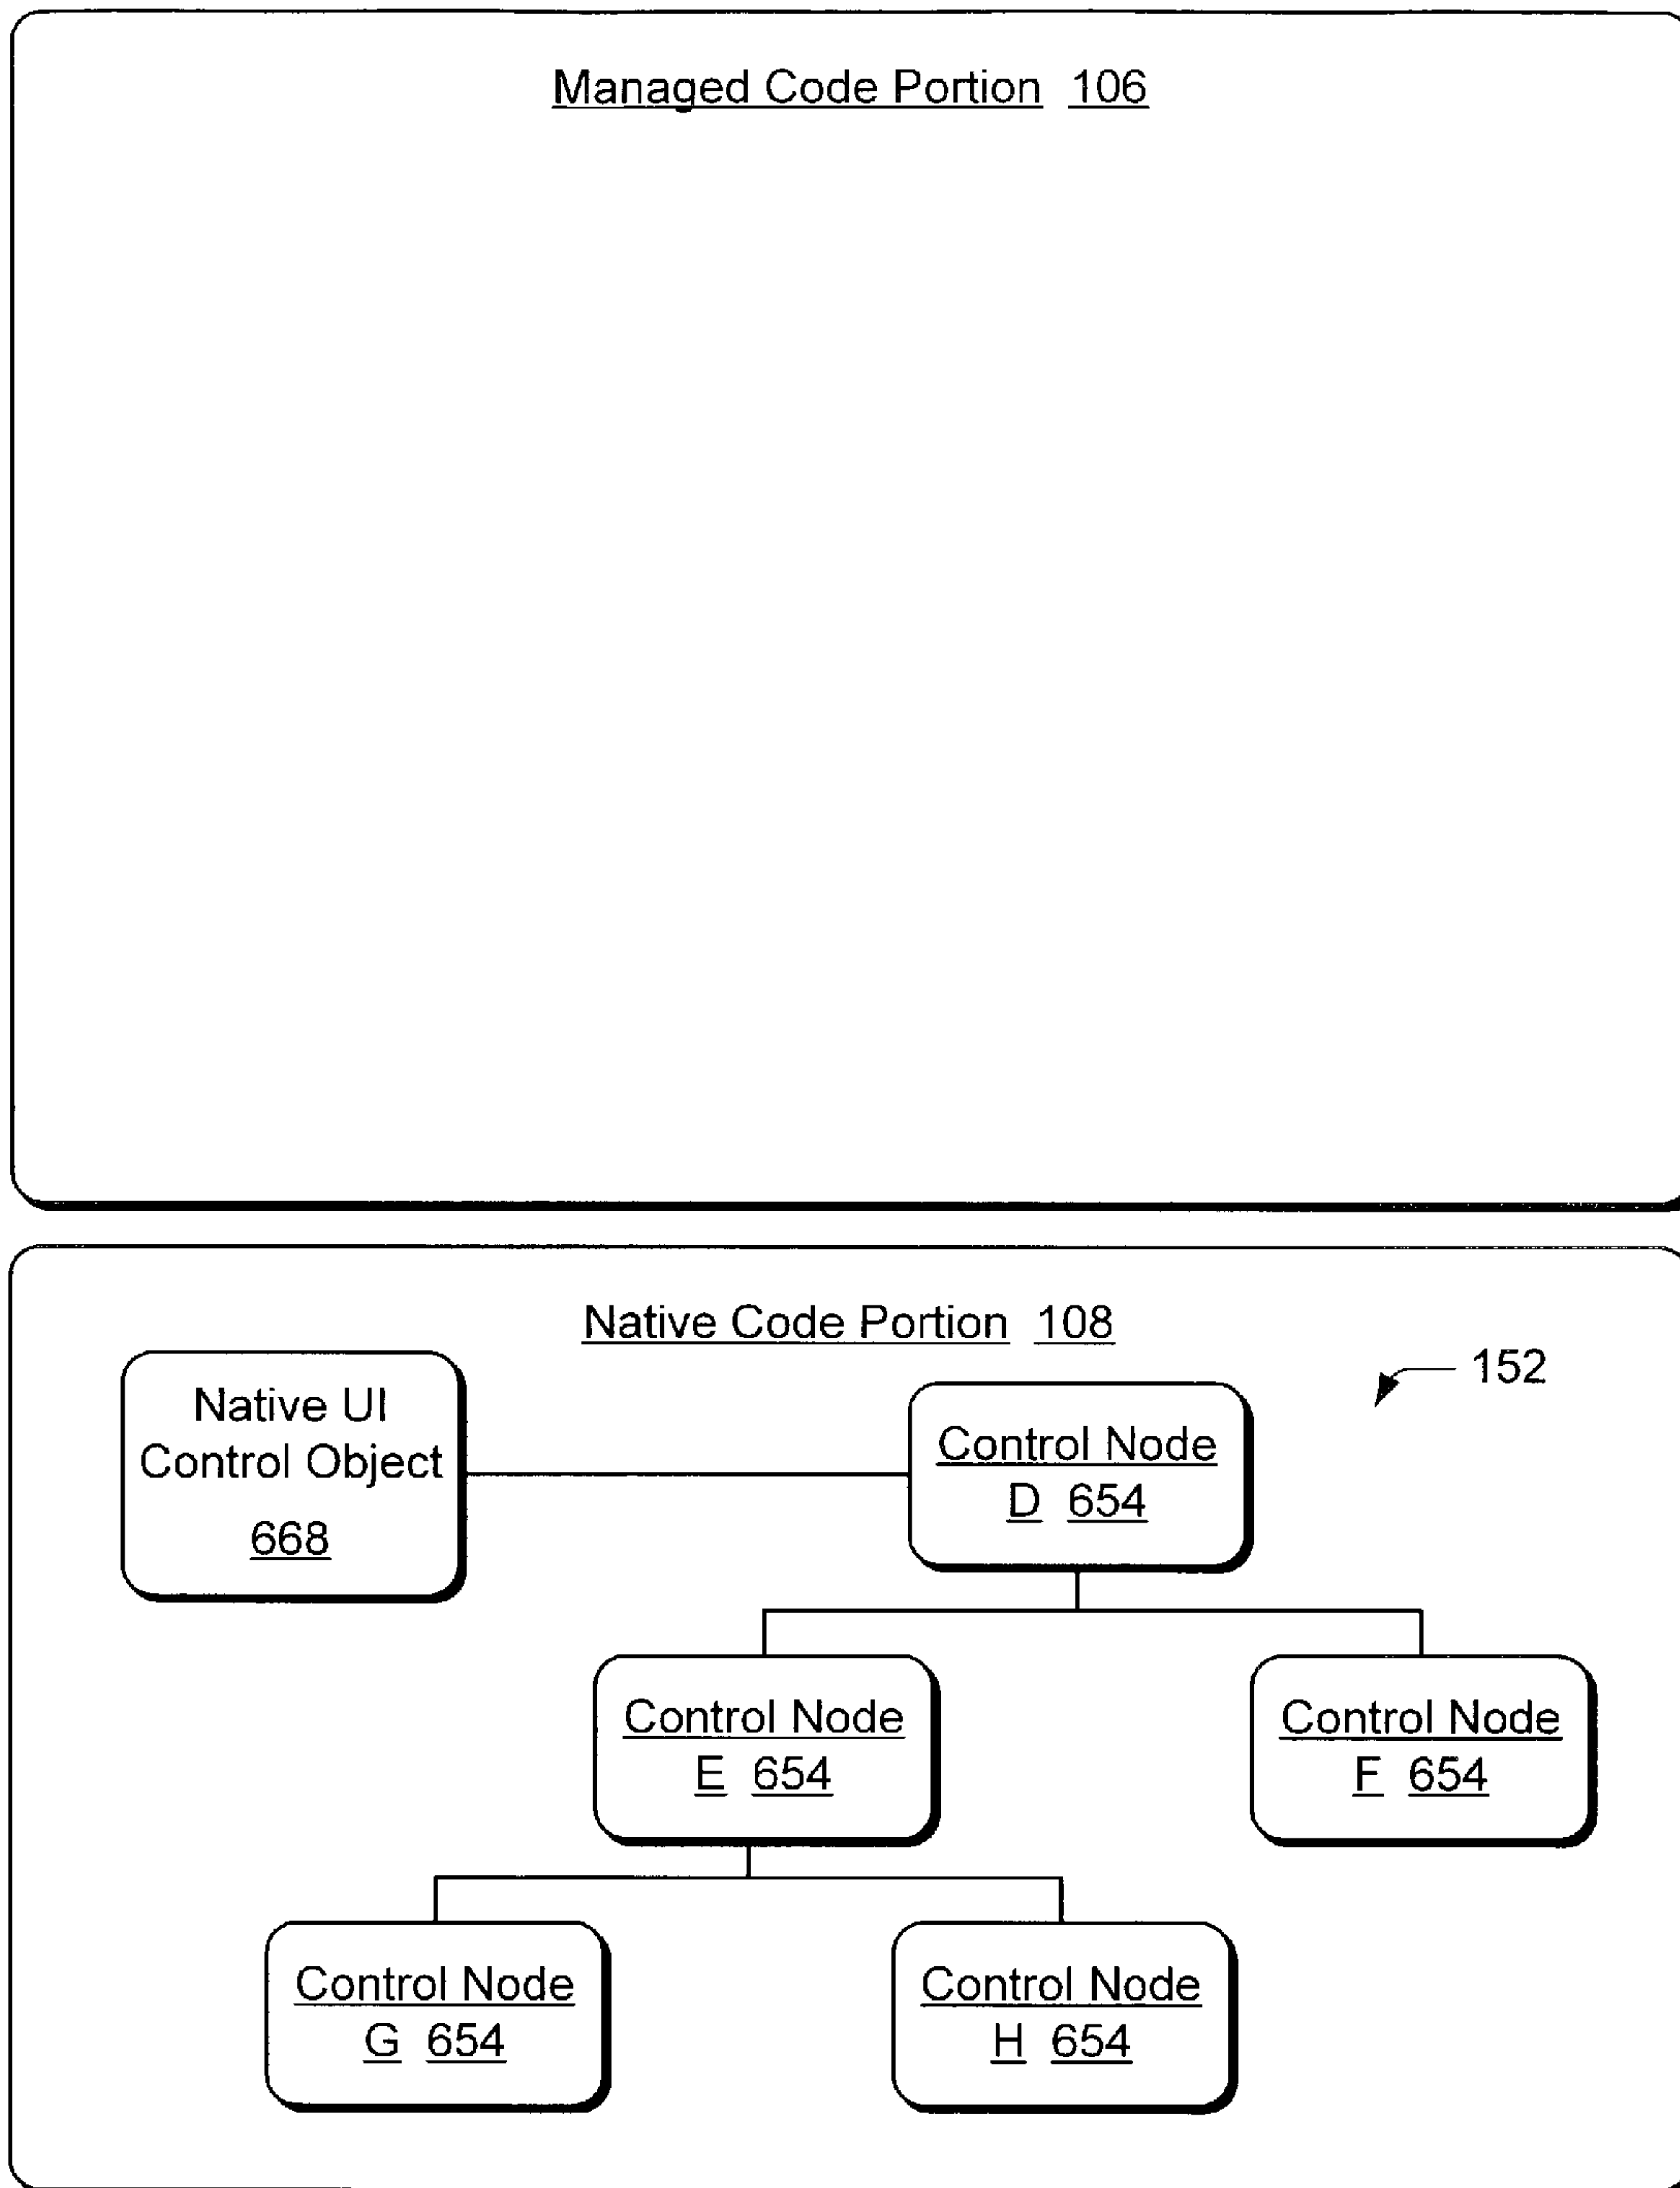 Managed Code Portion 106
Native Code Portion 108
152
Native UI
Control Object
668
Control Node
D 654
Control Node
E 654
Control Node
F 654
Control Node
G 654
Control Node
H 654